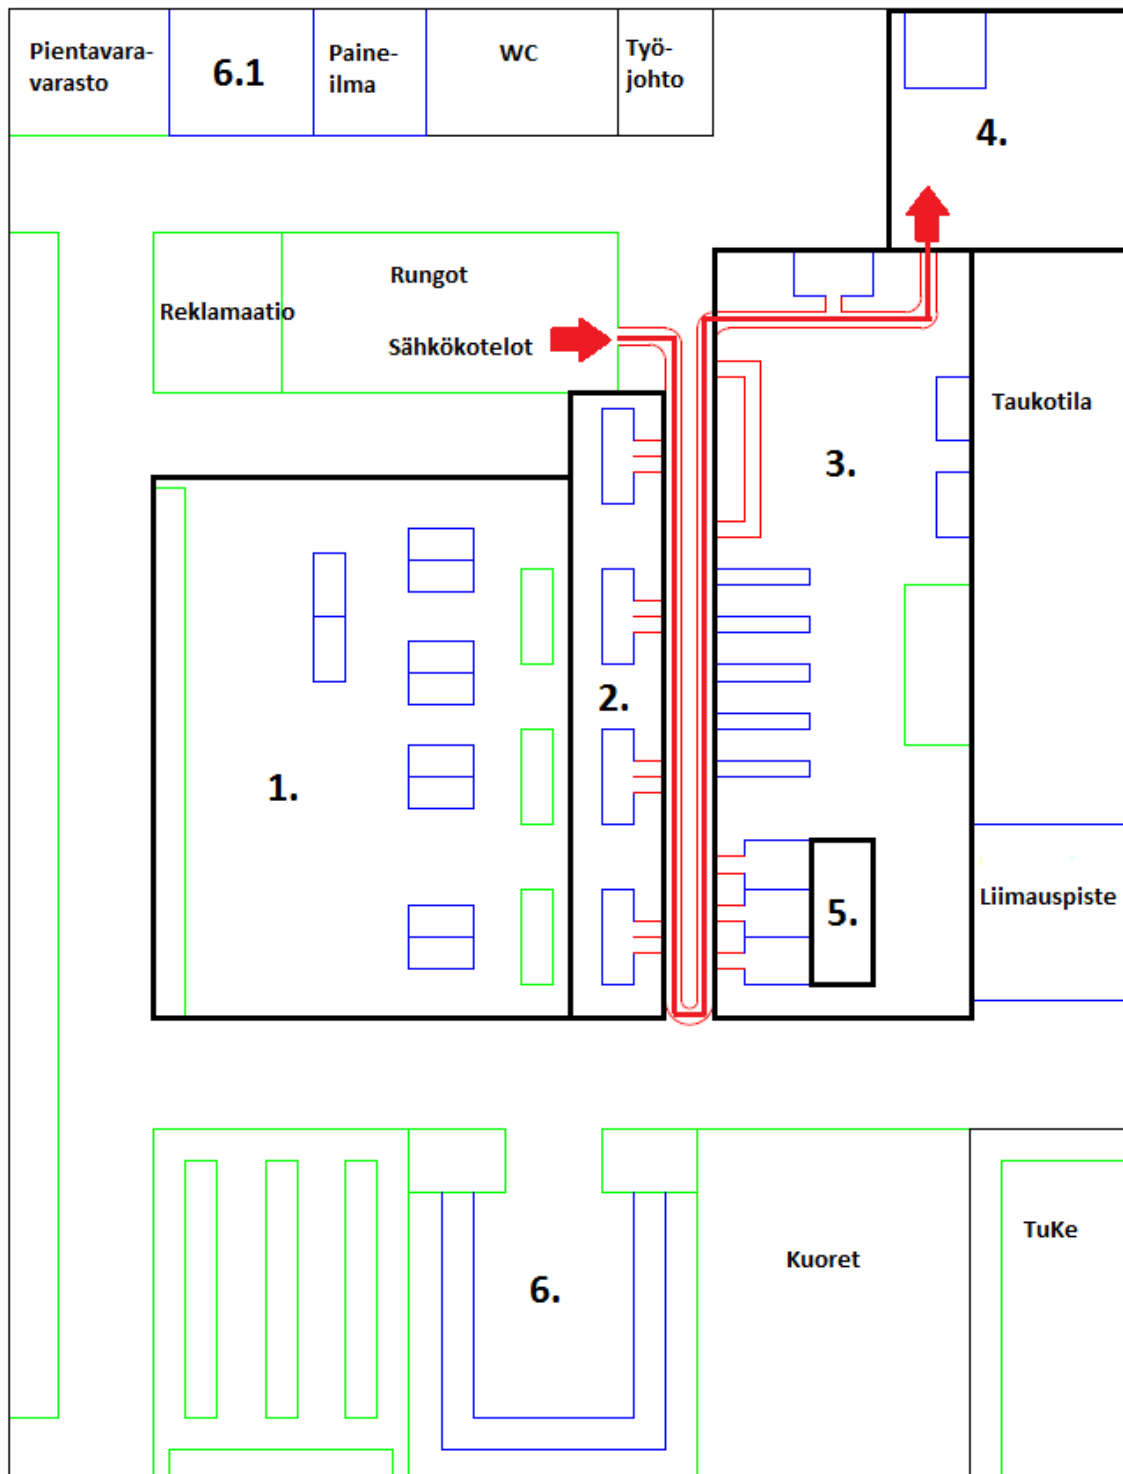 Pientavara-
varasto
6.1
Paine-
ilma
WC
Työ-
johto
4.
Reklamaatio
Rungot
Sähkökotelot
Taukotila
3.
2.
1.
5.
Liimauspiste
6.
Kuoret
TuKe